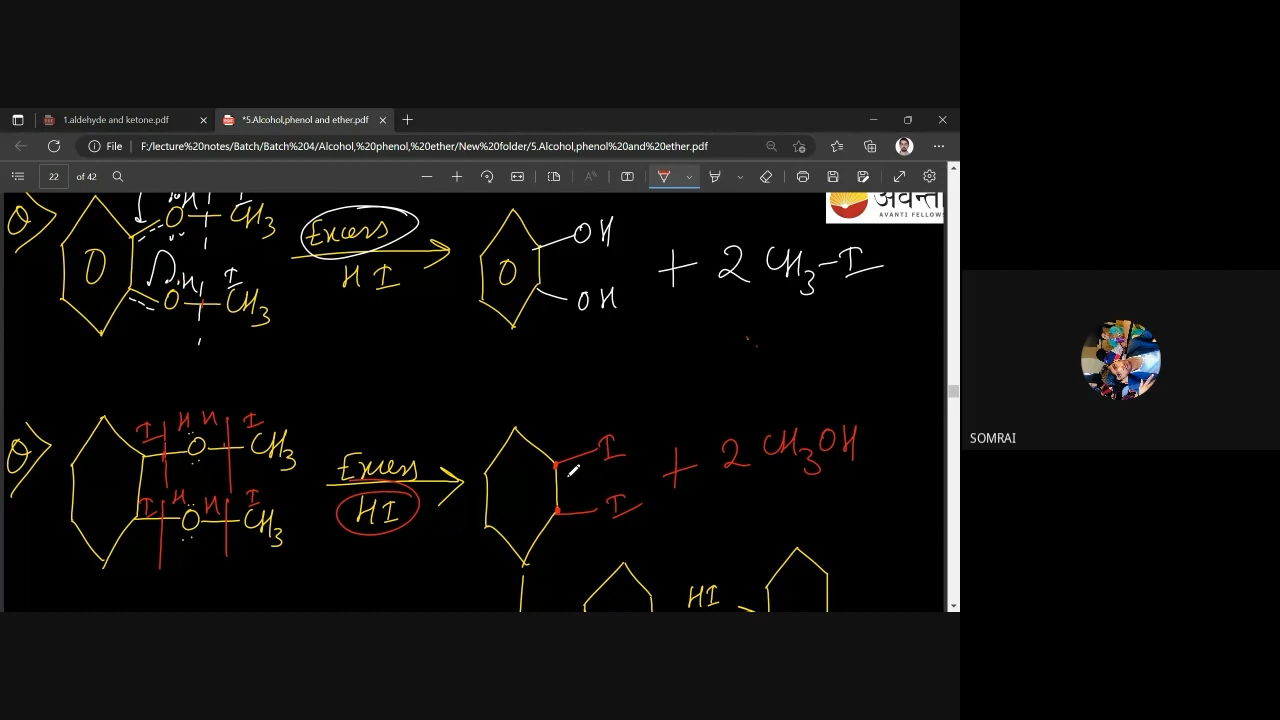 1.aldehyde and ketone.pdf
*5.Alcohol,phenol and ether.pdf
File
F:/lecture%20notes/Batch/Batch%204/Alcohol,%20phenol,%20ether/New%20folder/5.Alcohol,phenol%20and%20ether.pdf
22 of 42
अवन्ती
AVANTI FELLOWS
Q> O H I CH3 Excess OH
O HI O + 2 CH3-I
O H I CH3 OH
Q> I H H I O CH3 Excess I + 2 CH3OH
I H H I O CH3 HI I
HI
SOMRAI